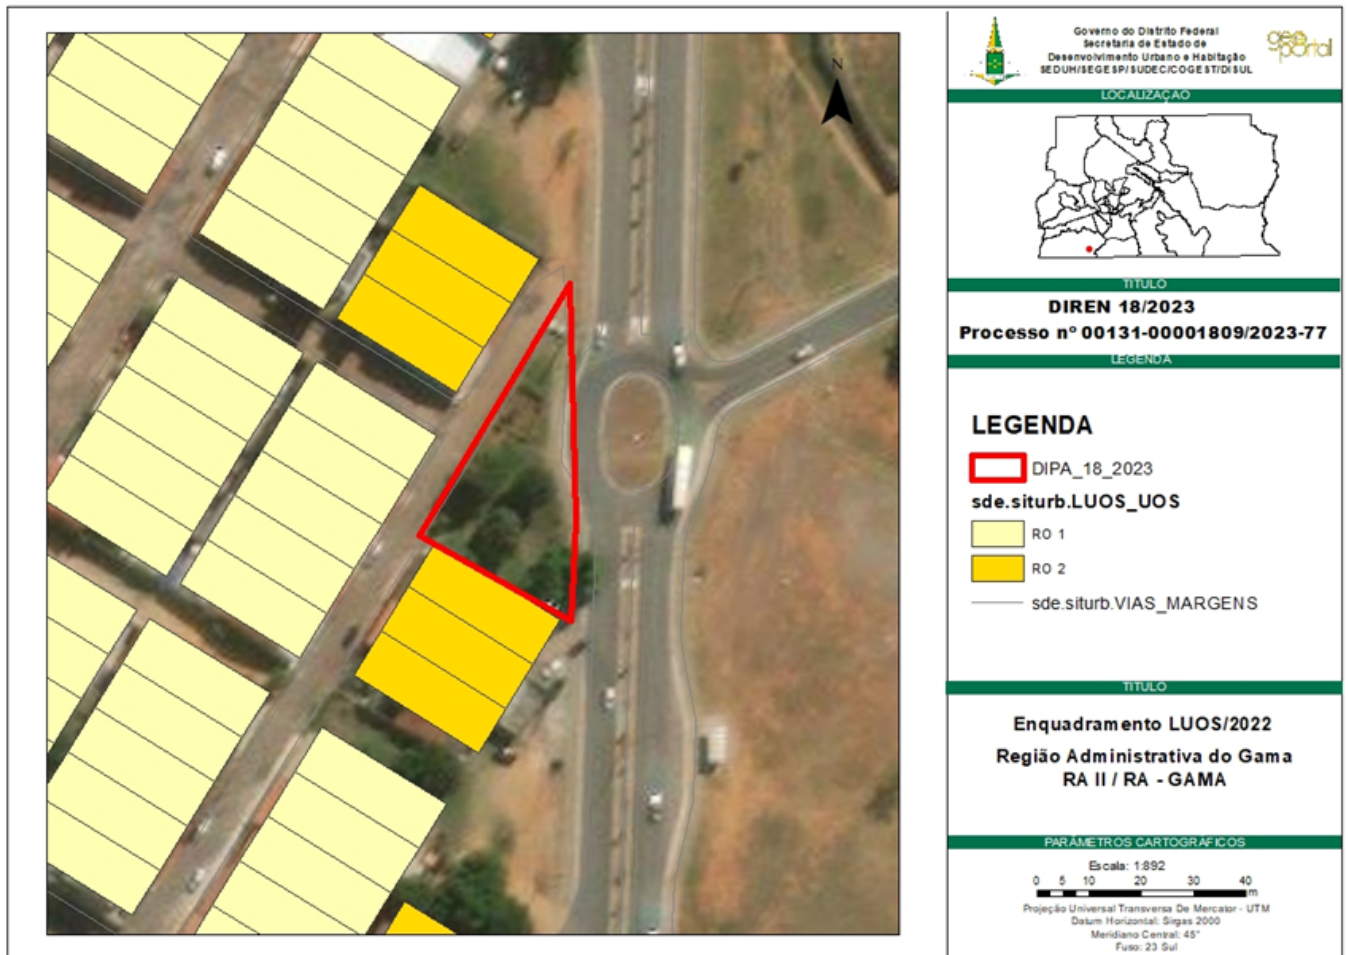 N
Governo do Distrito Federal
Secretaria de Estado de
Desenvolvimento Urbano e Habitação
SEDUH/SEGESP/SUDEC/COGEST/DISUL
geo
portal
LOCALIZAÇÃO
TITULO
DIREN 18/2023
Processo nº 00131-00001809/2023-77
LEGENDA
LEGENDA
DIPA_18_2023
sde.siturb.LUOS_UOS
RO 1
RO 2
sde.siturb.VIAS_MARGENS
TITULO
Enquadramento LUOS/2022
Região Administrativa do Gama
RA II / RA - GAMA
PARÂMETROS CARTOGRÁFICOS
Escala: 1:892
0 5 10 20 30 40
m
Projeção Universal Transversa De Mercator - UTM
Datum Horizontal: Sirgas 2000
Meridiano Central: 45°
Fuso: 23 Sul